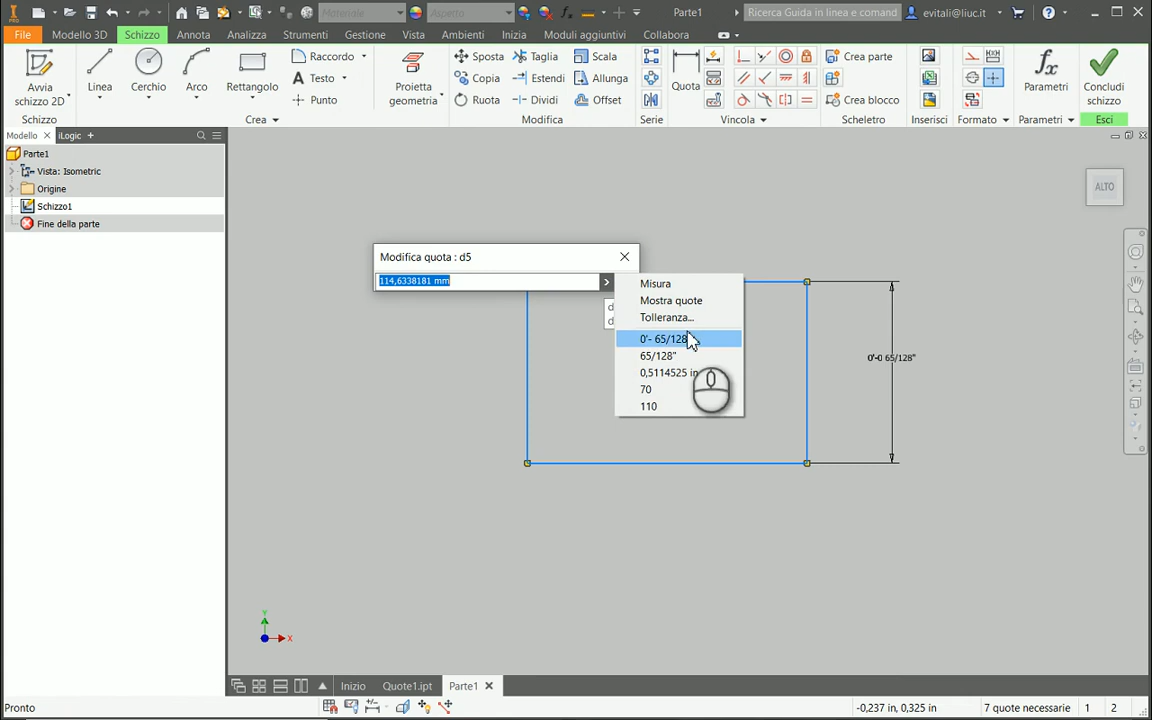 Materiale
Aspetto
Parte1
Ricerca Guida in linea e comand
evitali@liuc.it
PRO
File
Modello 3D
Schizzo
Annota
Analizza
Strumenti
Gestione
Vista
Ambienti
Inizia
Moduli aggiuntivi
Collabora
Avvia
schizzo 2D
Linea
Cerchio
Arco
Rettangolo
Raccordo
Testo
Punto
Proietta
geometria
Sposta
Copia
Ruota
Taglia
Estendi
Dividi
Scala
Allunga
Offset
Quota
Crea parte
Crea blocco
Parametri
Concludi
schizzo
Schizzo
Crea
Modifica
Serie
Vincola
Scheletro
Inserisci
Formato
Parametri
Esci
Modello
iLogic
Parte1
Vista: Isometric
Origine
Schizzo1
Fine della parte
ALTO
Modifica quota : d5
114,6338181 mm
Misura
Mostra quote
Tolleranza...
0'- 65/128
65/128"
0,5114525 in
70
110
0'-0 65/128"
Y
X
Inizio
Quote1.ipt
Parte1
Pronto
-0,237 in, 0,325 in
7 quote necessarie
1
2